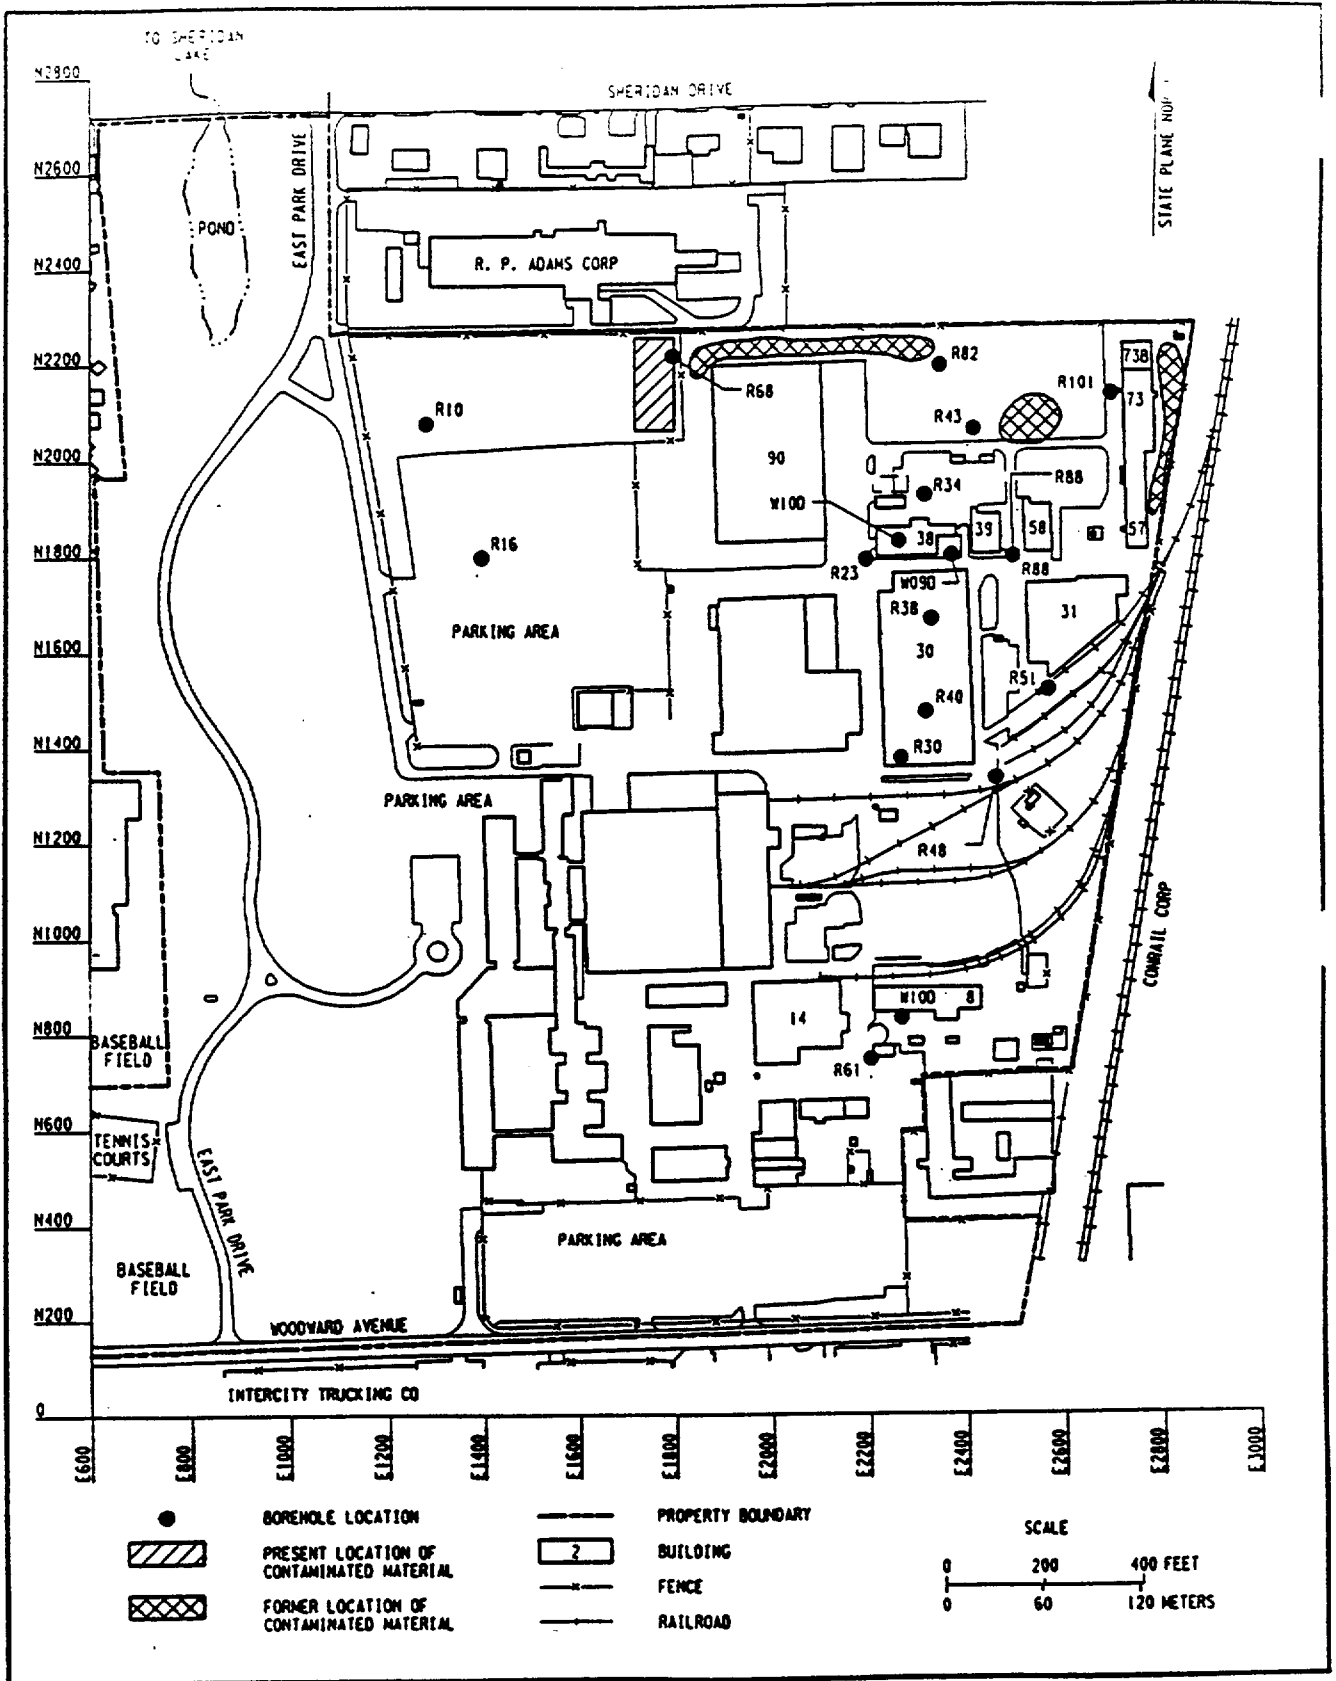 TO SHERIDAN
LAKE
N2800
SHERIDAN DRIVE
STATE PLANE
N2600
EAST PARK DRIVE
POND
N2400
R. P. ADAMS CORP
N2200
R82
73B
R68
R101
73
R10
R43
N2000
90
R34
R88
W10D
39
58
57
38
N1800
R16
R23
W09D
R88
R38
31
PARKING AREA
N1600
30
R51
R40
N1400
R30
PARKING AREA
N1200
R48
N1000
CONRAIL CORP
W10D
8
14
N800
BASEBALL
FIELD
R61
N600
TENNIS
COURTS
EAST PARK DRIVE
N400
PARKING AREA
BASEBALL
FIELD
N200
WOODWARD AVENUE
INTERCITY TRUCKING CO
0
E600
E800
E1000
E1200
E1400
E1600
E1800
E2000
E2200
E2400
E2600
E2800
E3000
BOREHOLE LOCATION
PRESENT LOCATION OF
CONTAMINATED MATERIAL
FORMER LOCATION OF
CONTAMINATED MATERIAL
PROPERTY BOUNDARY
2
BUILDING
FENCE
RAILROAD
SCALE
0 200 400 FEET
0 60 120 METERS